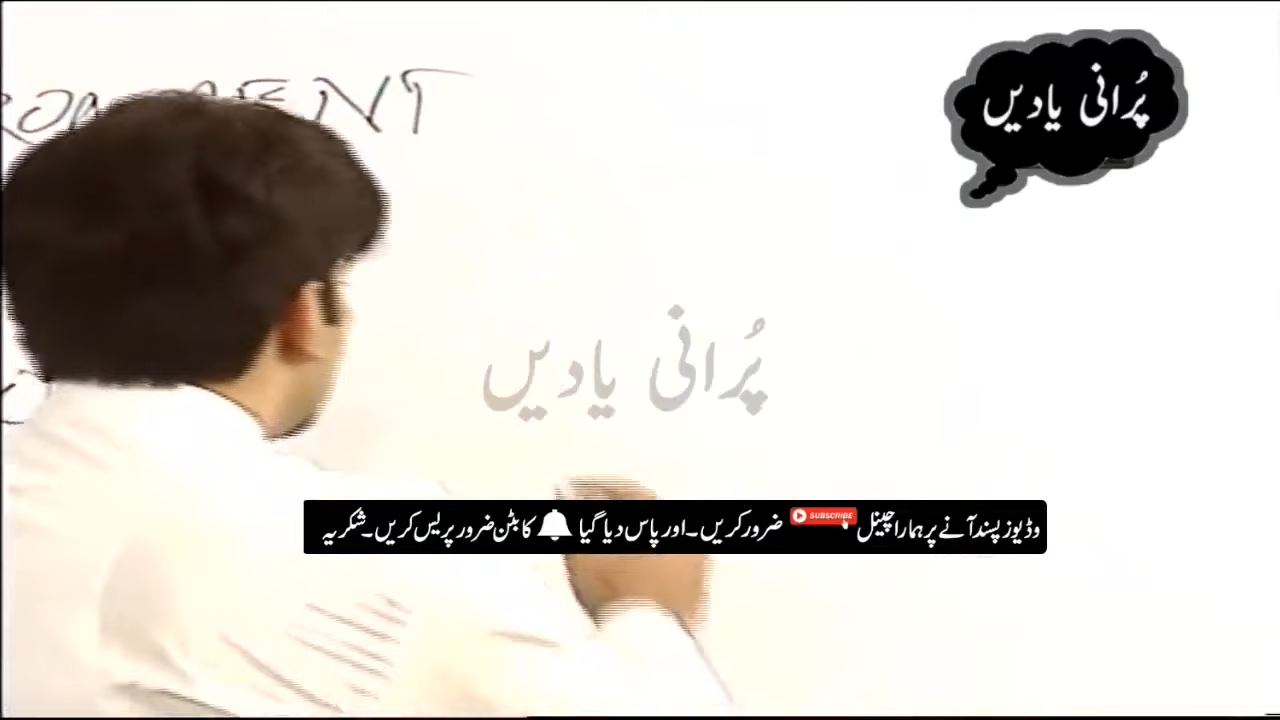 پُرانی یادیں
پُرانی یادیں
وڈیوز پسند آنے پر ہمارا چینل SUBSCRIBE ضرور کریں۔ اور پاس دیا گیا کا بٹن ضرور پریس کریں۔ شکریہ